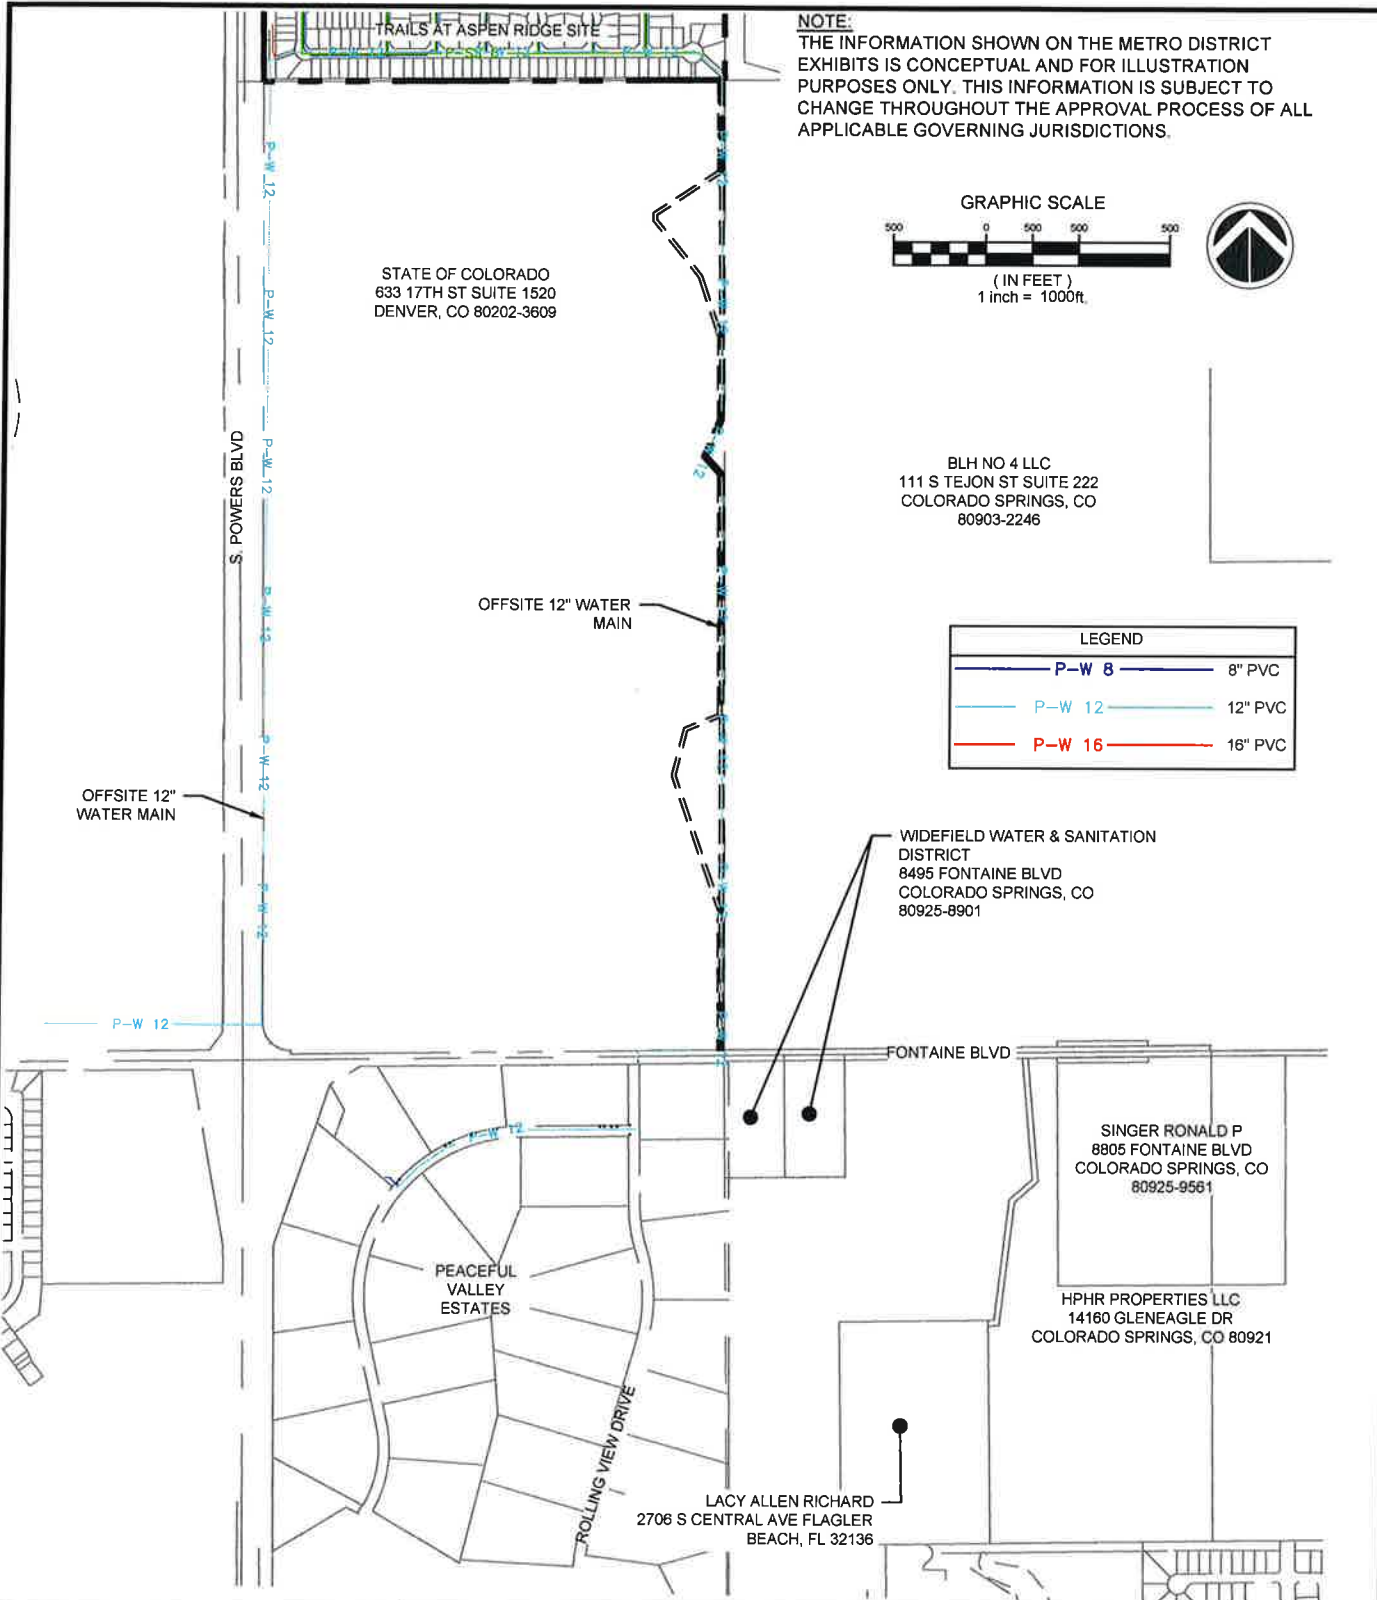 TRAILS AT ASPEN RIDGE SITE
NOTE:
THE INFORMATION SHOWN ON THE METRO DISTRICT
EXHIBITS IS CONCEPTUAL AND FOR ILLUSTRATION
PURPOSES ONLY. THIS INFORMATION IS SUBJECT TO
CHANGE THROUGHOUT THE APPROVAL PROCESS OF ALL
APPLICABLE GOVERNING JURISDICTIONS.
GRAPHIC SCALE
500 0 500 500 500
( IN FEET )
1 inch = 1000ft.
STATE OF COLORADO
633 17TH ST SUITE 1520
DENVER, CO 80202-3609
P-W 12
P-W 12
P-W 12
P-W 12
P-W 12
P-W 12
S. POWERS BLVD
BLH NO 4 LLC
111 S TEJON ST SUITE 222
COLORADO SPRINGS, CO
80903-2246
OFFSITE 12" WATER
MAIN
LEGEND
P-W 8 8" PVC
P-W 12 12" PVC
P-W 16 16" PVC
OFFSITE 12"
WATER MAIN
WIDEFIELD WATER & SANITATION
DISTRICT
8495 FONTAINE BLVD
COLORADO SPRINGS, CO
80925-8901
P-W 12
FONTAINE BLVD
P-W 12
SINGER RONALD P
8805 FONTAINE BLVD
COLORADO SPRINGS, CO
80925-9561
PEACEFUL
VALLEY
ESTATES
HPHR PROPERTIES LLC
14160 GLENEAGLE DR
COLORADO SPRINGS, CO 80921
ROLLING VIEW DRIVE
LACY ALLEN RICHARD
2706 S CENTRAL AVE FLAGLER
BEACH, FL 32136